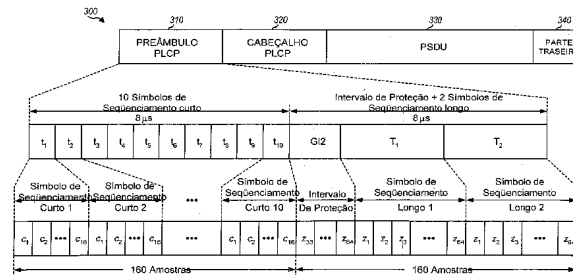 300
310
320
330
340
PREÂMBULO
PLCP
CABEÇALHO
PLCP
PSDU
PARTE
TRASEIR
10 Símbolos de
Seqüenciamento curto
8 μs
Intervalo de Proteção + 2 Símbolos de
Seqüenciamento longo
8 μs
t1 t2 t3 t4 t5 t6 t7 t8 t9 t10 GI2 T1 T2
Símbolo de
Seqüenciamento
Curto 1
Símbolo de
Seqüenciamento
Curto 2
•••
Símbolo de
Seqüenciamento
Curto 10
Intervalo
De Proteção
Símbolo de
Seqüenciamento
Longo 1
Símbolo de
Seqüenciamento
Longo 2
c1 c2 ••• c16 c1 c2 ••• c16 ••• c1 c2 ••• c16 z33 ••• z64 z1 z2 z3 ••• z64 z1 z2 z3 ••• z64
160 Amostras
160 Amostras